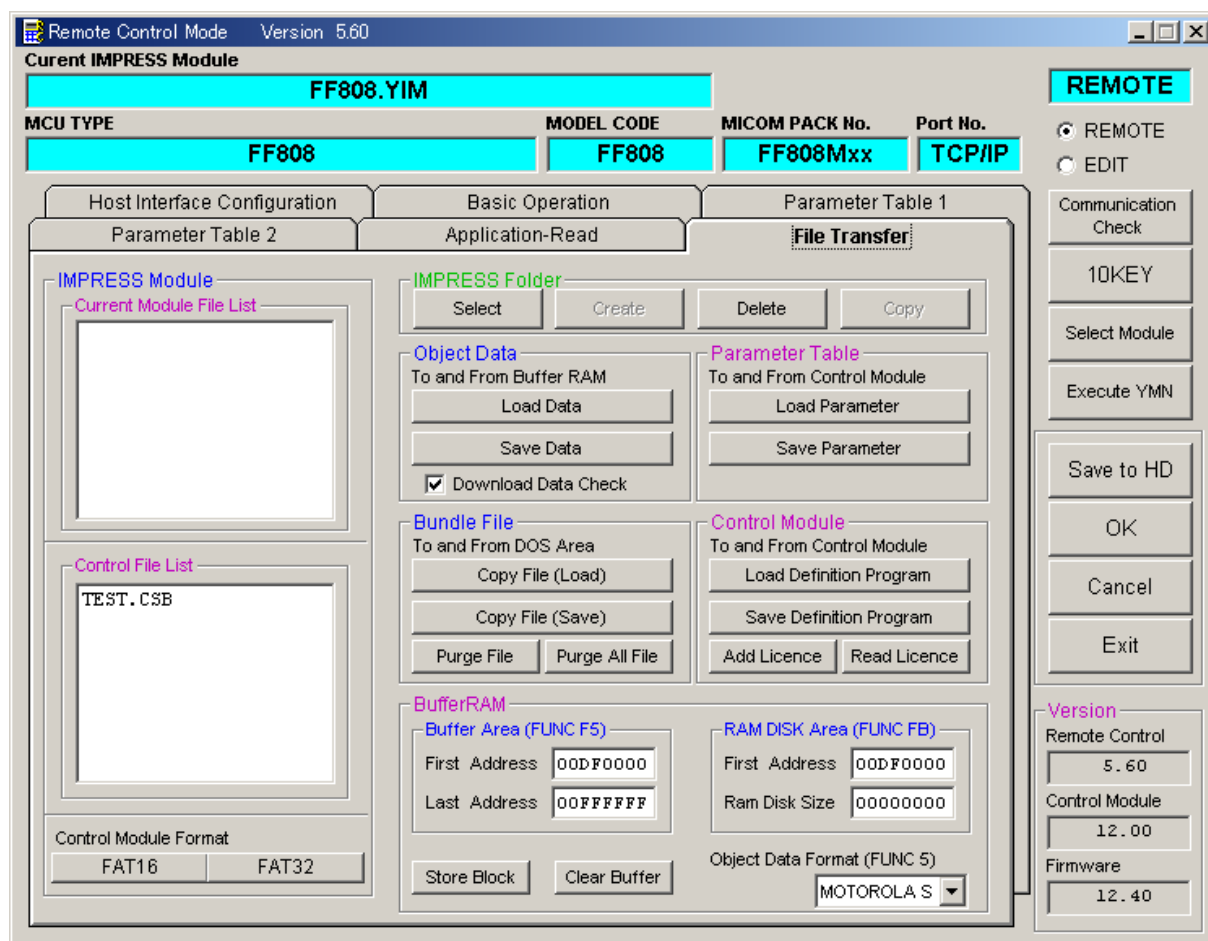 Remote Control Mode Version 5.60
Curent IMPRESS Module
FF808.YIM
REMOTE
MCU TYPE MODEL CODE MICOM PACK No. Port No.
FF808 FF808 FF808Mxx TCP/IP
REMOTE
EDIT
Host Interface Configuration Basic Operation Parameter Table 1
Parameter Table 2 Application-Read File Transfer
Communication
Check
10KEY
Select Module
Execute YMN
Save to HD
OK
Cancel
Exit
IMPRESS Module
Current Module File List
Control File List
TEST.CSB
Control Module Format
FAT16 FAT32
IMPRESS Folder
Select Create Delete Copy
Object Data
To and From Buffer RAM
Load Data
Save Data
Download Data Check
Parameter Table
To and From Control Module
Load Parameter
Save Parameter
Bundle File
To and From DOS Area
Copy File (Load)
Copy File (Save)
Purge File Purge All File
Control Module
To and From Control Module
Load Definition Program
Save Definition Program
Add Licence Read Licence
BufferRAM
Buffer Area (FUNC F5)
First Address 00DF0000
Last Address 00FFFFFF
RAM DISK Area (FUNC FB)
First Address 00DF0000
Ram Disk Size 00000000
Store Block Clear Buffer
Object Data Format (FUNC 5)
MOTOROLA S
Version
Remote Control
5.60
Control Module
12.00
Firmware
12.40